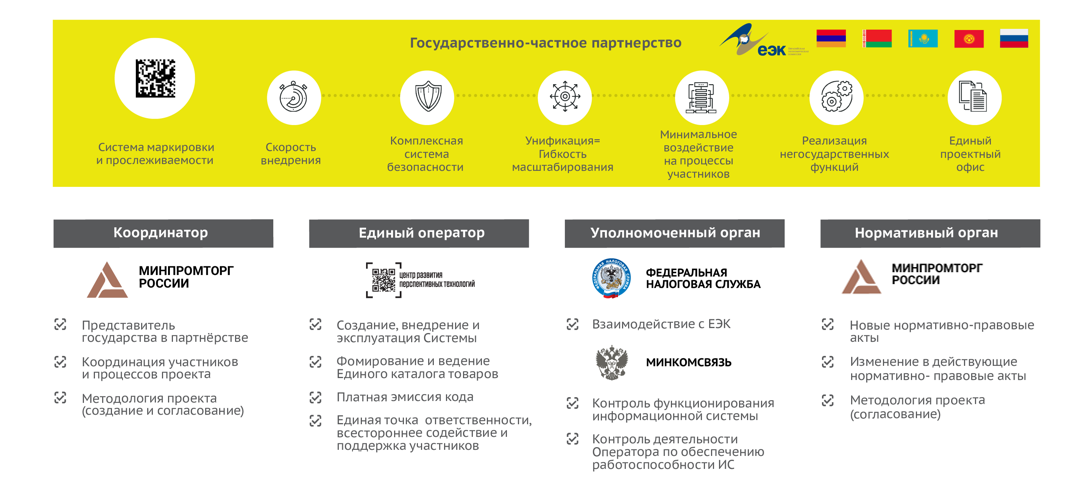 Государственно-частное партнерство
еэк
Система маркировки
и прослеживаемости
Скорость
внедрения
Комплексная
система
безопасности
Унификация=
Гибкость
масштабирования
Минимальное
воздействие
на процессы
участников
Реализация
негосударственных
функций
Единый
проектный
офис
Координатор
МИНПРОМТОРГ
РОССИИ
Представитель
государства в партнёрстве
Координация участников
и процессов проекта
Методология проекта
(создание и согласование)
Единый оператор
центр развития
перспективных технологий
Создание, внедрение и
эксплуатация Системы
Фомирование и ведение
Единого каталога товаров
Платная эмиссия кода
Единая точка ответственности,
всестороннее содействие и
поддержка участников
Уполномоченный орган
ФЕДЕРАЛЬНАЯ
НАЛОГОВАЯ СЛУЖБА
Взаимодействие с ЕЭК
МИНКОМСВЯЗЬ
Контроль функционирования
информационной системы
Контроль деятельности
Оператора по обеспечению
работоспособности ИС
Нормативный орган
МИНПРОМТОРГ
РОССИИ
Новые нормативно-правовые
акты
Изменение в действующие
нормативно- правовые акты
Методология проекта
(согласование)